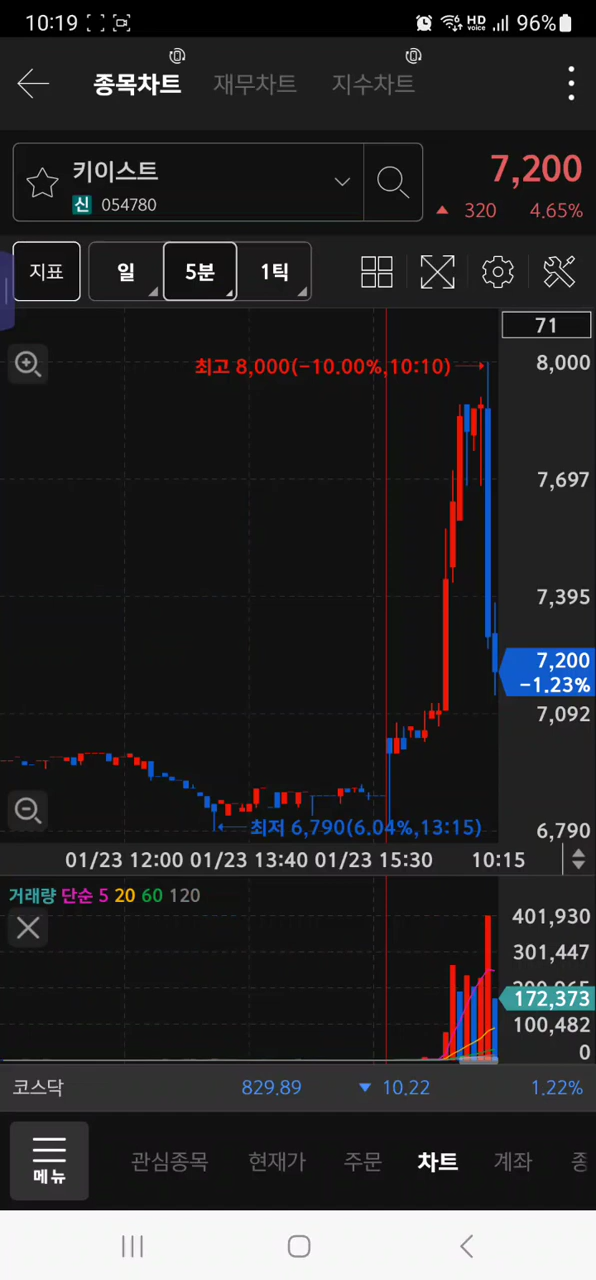 10:19 HD voice 96%
종목차트 재무차트 지수차트
키이스트 7,200
신 054780 ▲ 320 4.65%
지표 일 5분 1틱
71
최고 8,000(-10.00%,10:10) 8,000
7,697
7,395
7,200
-1.23%
7,092
최저 6,790(6.04%,13:15) 6,790
01/23 12:00 01/23 13:40 01/23 15:30 10:15
거래량 단순 5 20 60 120
401,930
301,447
172,373
100,482
0
코스닥 829.89 ▼ 10.22 1.22%
메뉴 관심종목 현재가 주문 차트 계좌 종